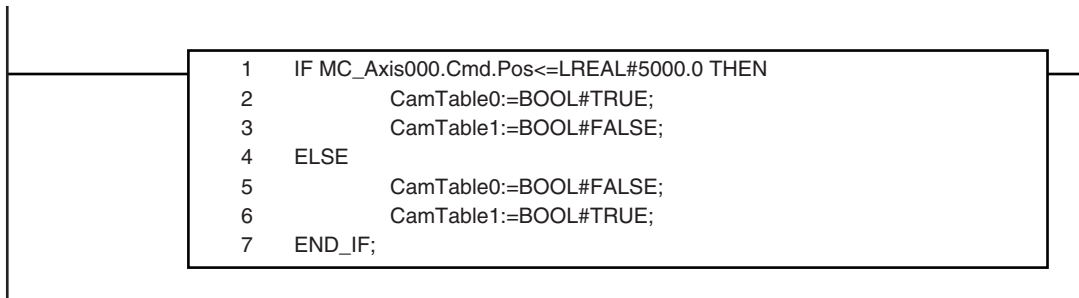 1 IF MC_Axis000.Cmd.Pos<=LREAL#5000.0 THEN
2 CamTable0:=BOOL#TRUE;
3 CamTable1:=BOOL#FALSE;
4 ELSE
5 CamTable0:=BOOL#FALSE;
6 CamTable1:=BOOL#TRUE;
7 END_IF;